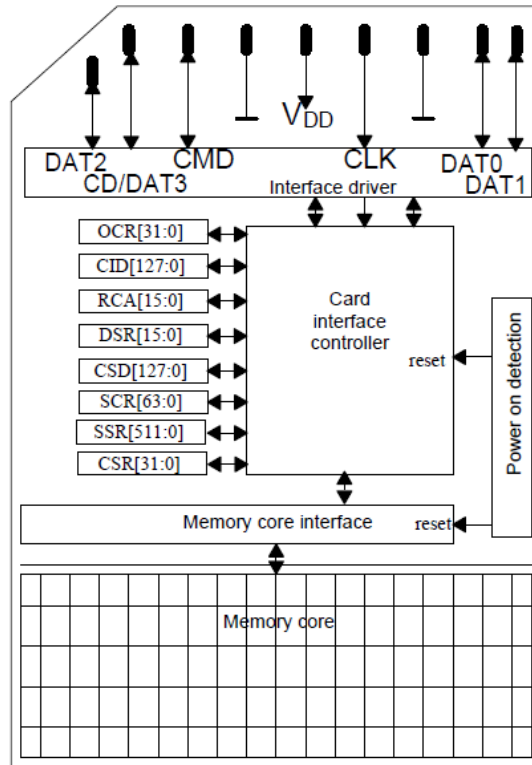 V_DD
DAT2 CMD CLK DAT0
CD/DAT3 Interface driver DAT1
OCR[31:0]
CID[127:0]
RCA[15:0]
DSR[15:0]
CSD[127:0]
SCR[63:0]
SSR[511:0]
CSR[31:0]
Card
interface
controller
reset
Power on detection
Memory core interface reset
Memory core